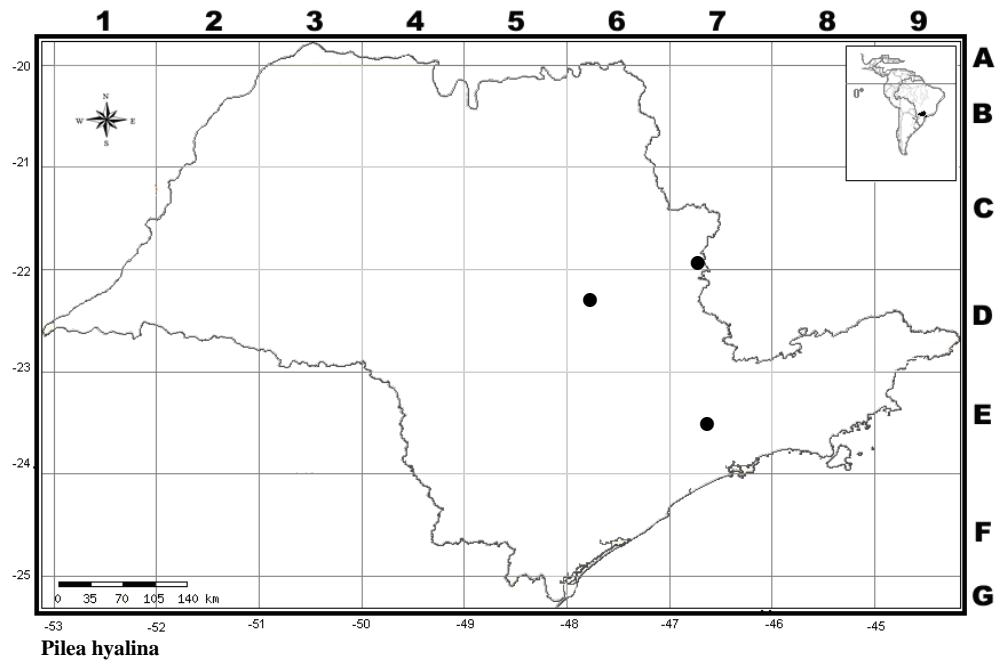 1 2 3 4 5 6 7 8 9
-20 A
N
W E
S
0°
B
-21
C
-22
D
-23
E
-24
F
-25
G
0 35 70 105 140 km
-53 -52 -51 -50 -49 -48 -47 -46 -45
Pilea hyalina